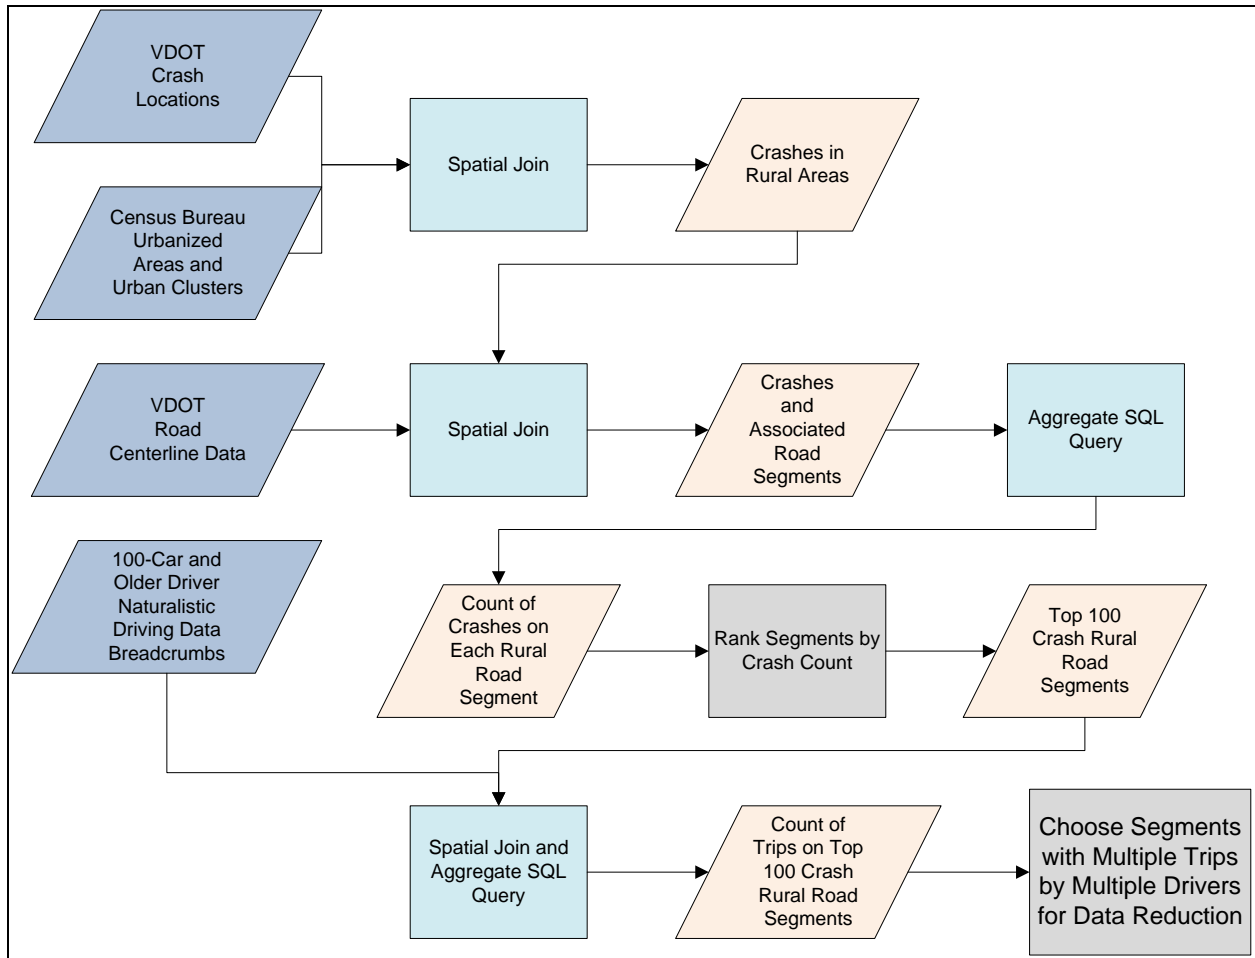 VDOT
Crash
Locations
Spatial Join
Crashes in
Rural Areas
Census Bureau
Urbanized
Areas and
Urban Clusters
VDOT
Road
Centerline Data
Spatial Join
Crashes
and
Associated
Road
Segments
Aggregate SQL
Query
100-Car and
Older Driver
Naturalistic
Driving Data
Breadcrumbs
Count of
Crashes on
Each Rural
Road
Segment
Rank Segments by
Crash Count
Top 100
Crash Rural
Road
Segments
Spatial Join and
Aggregate SQL
Query
Count of
Trips on Top
100 Crash
Rural Road
Segments
Choose Segments
with Multiple Trips
by Multiple Drivers
for Data Reduction